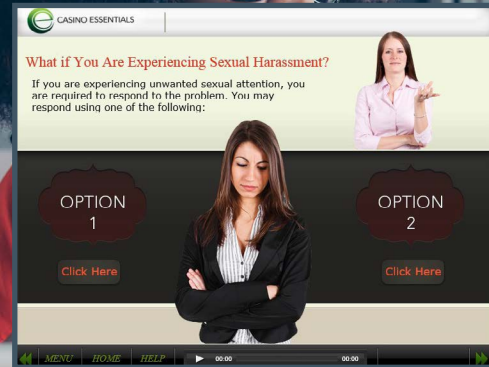 CASINO ESSENTIALS
What if You Are Experiencing Sexual Harassment?
If you are experiencing unwanted sexual attention, you
are required to respond to the problem. You may
respond using one of the following:
OPTION
1
Click Here
OPTION
2
Click Here
MENU HOME HELP 00:00 00:00